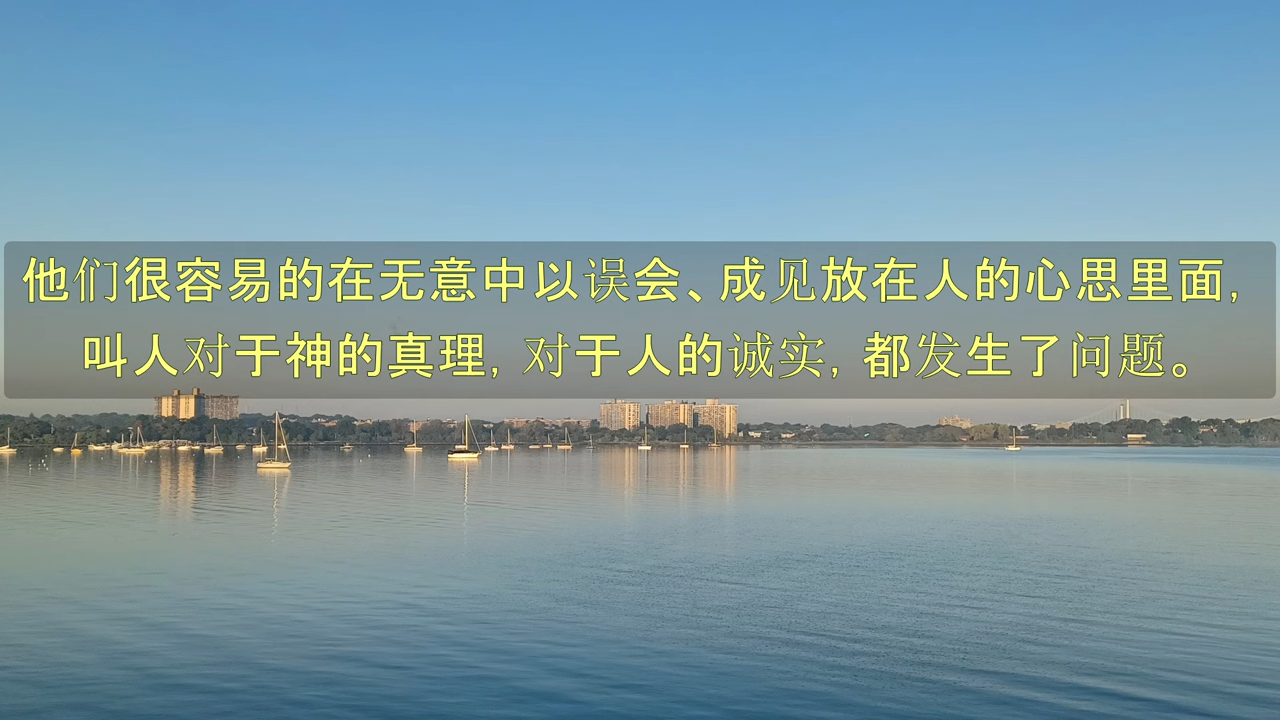 他们很容易的在无意中以误会、成见放在人的心思里面,
叫人对于神的真理, 对于人的诚实, 都发生了问题。